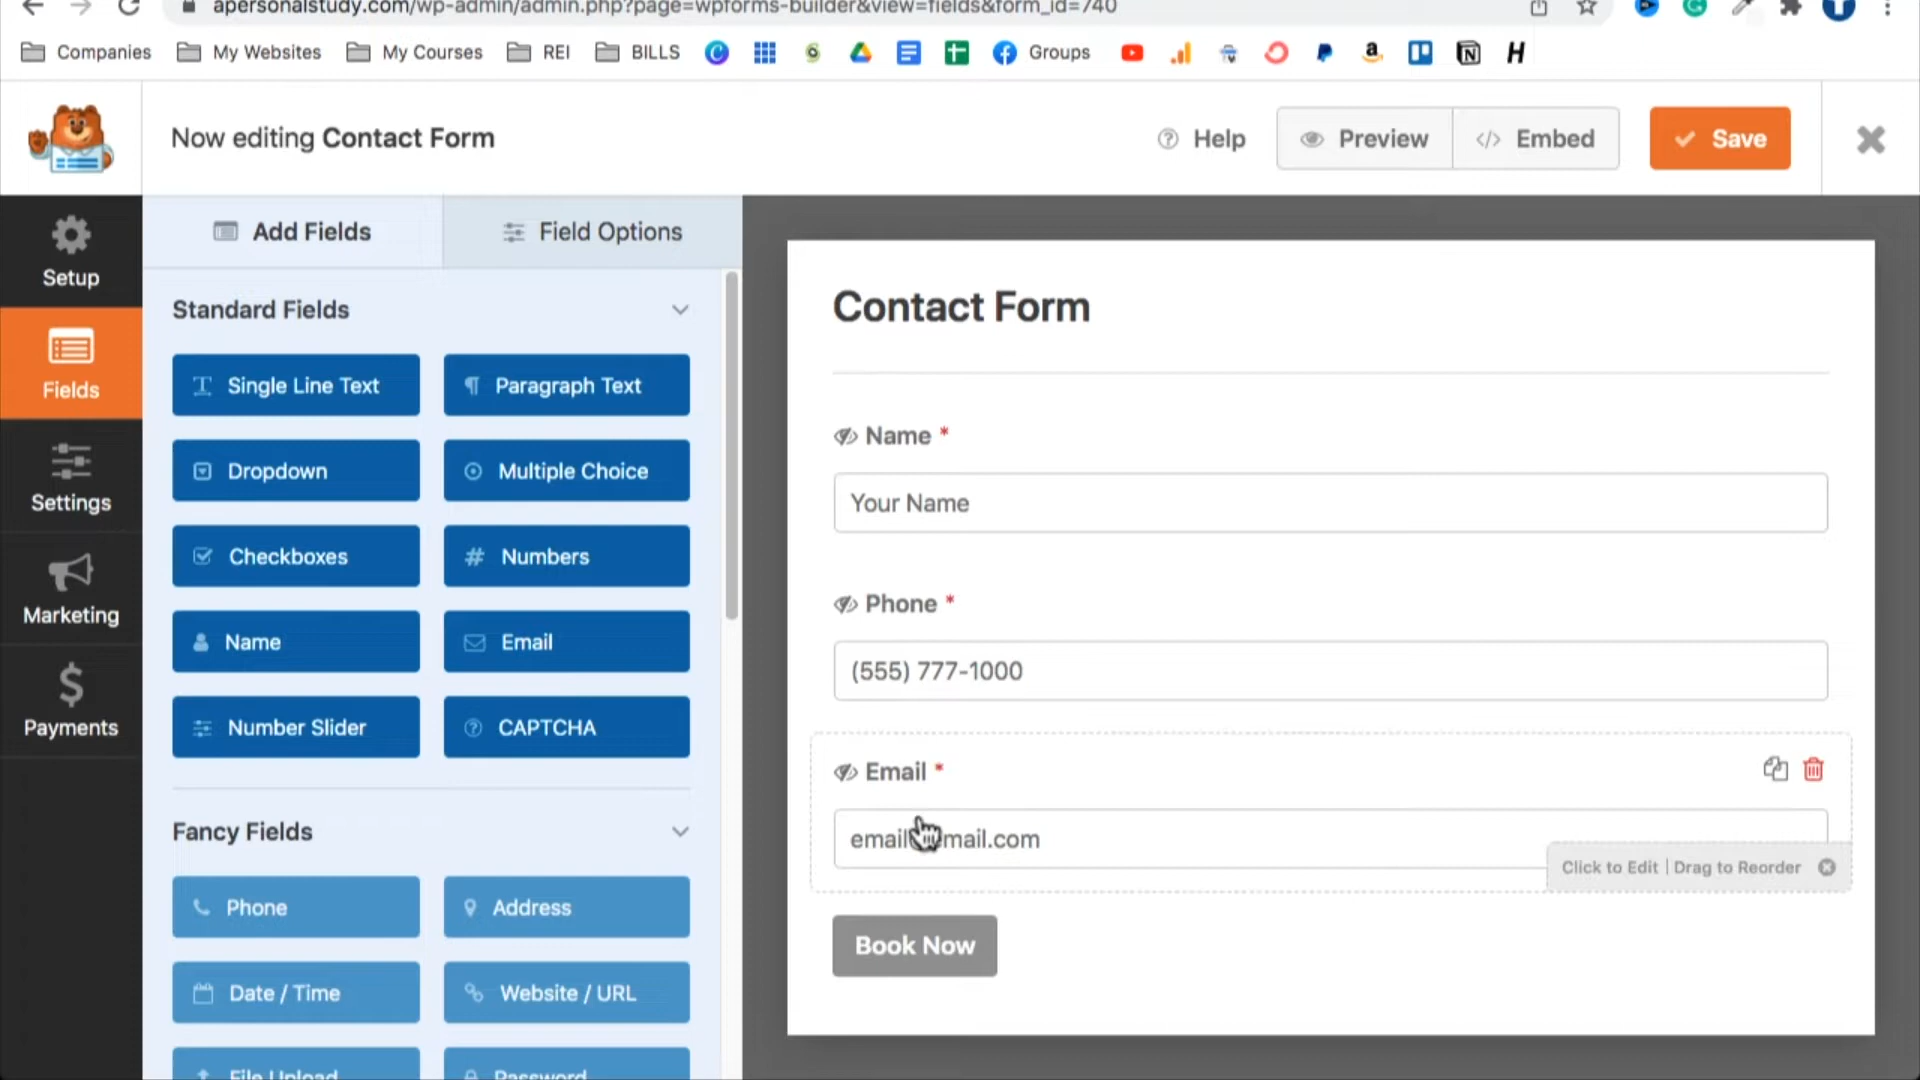 apersonalstudy.com/wp-admin/admin.php?page=wpforms-builder&view=fields&form_id=740
Companies My Websites My Courses REI BILLS Groups
Now editing Contact Form
Help Preview </> Embed Save
Setup
Fields
Settings
Marketing
Payments
Add Fields Field Options
Standard Fields
Single Line Text Paragraph Text
Dropdown Multiple Choice
Checkboxes Numbers
Name Email
Number Slider CAPTCHA
Fancy Fields
Phone Address
Date / Time Website / URL
File Upload Password
Contact Form
Name *
Your Name
Phone *
(555) 777-1000
Email *
Click to Edit | Drag to Reorder
Book Now